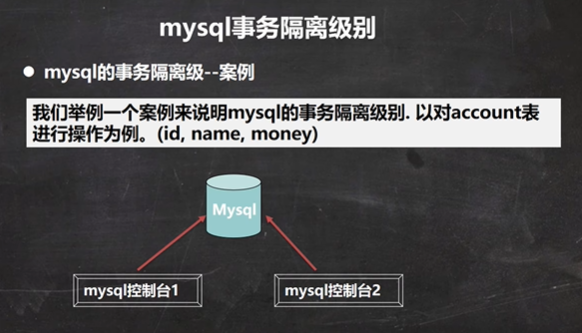 mysql事务隔离级别
mysql的事务隔离级--案例
我们举例一个案例来说明mysql的事务隔离级别. 以对account表
进行操作为例。(id, name, money)
Mysql
mysql控制台1
mysql控制台2